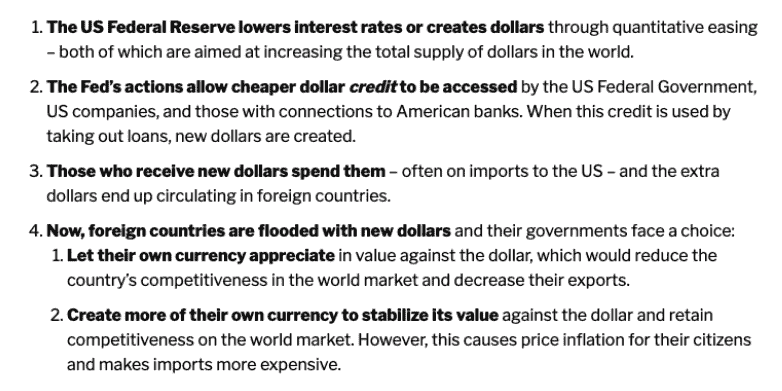 1. The US Federal Reserve lowers interest rates or creates dollars through quantitative easing
– both of which are aimed at increasing the total supply of dollars in the world.
2. The Fed's actions allow cheaper dollar credit to be accessed by the US Federal Government,
US companies, and those with connections to American banks. When this credit is used by
taking out loans, new dollars are created.
3. Those who receive new dollars spend them – often on imports to the US – and the extra
dollars end up circulating in foreign countries.
4. Now, foreign countries are flooded with new dollars and their governments face a choice:
1. Let their own currency appreciate in value against the dollar, which would reduce the
country's competitiveness in the world market and decrease their exports.
2. Create more of their own currency to stabilize its value against the dollar and retain
competitiveness on the world market. However, this causes price inflation for their citizens
and makes imports more expensive.